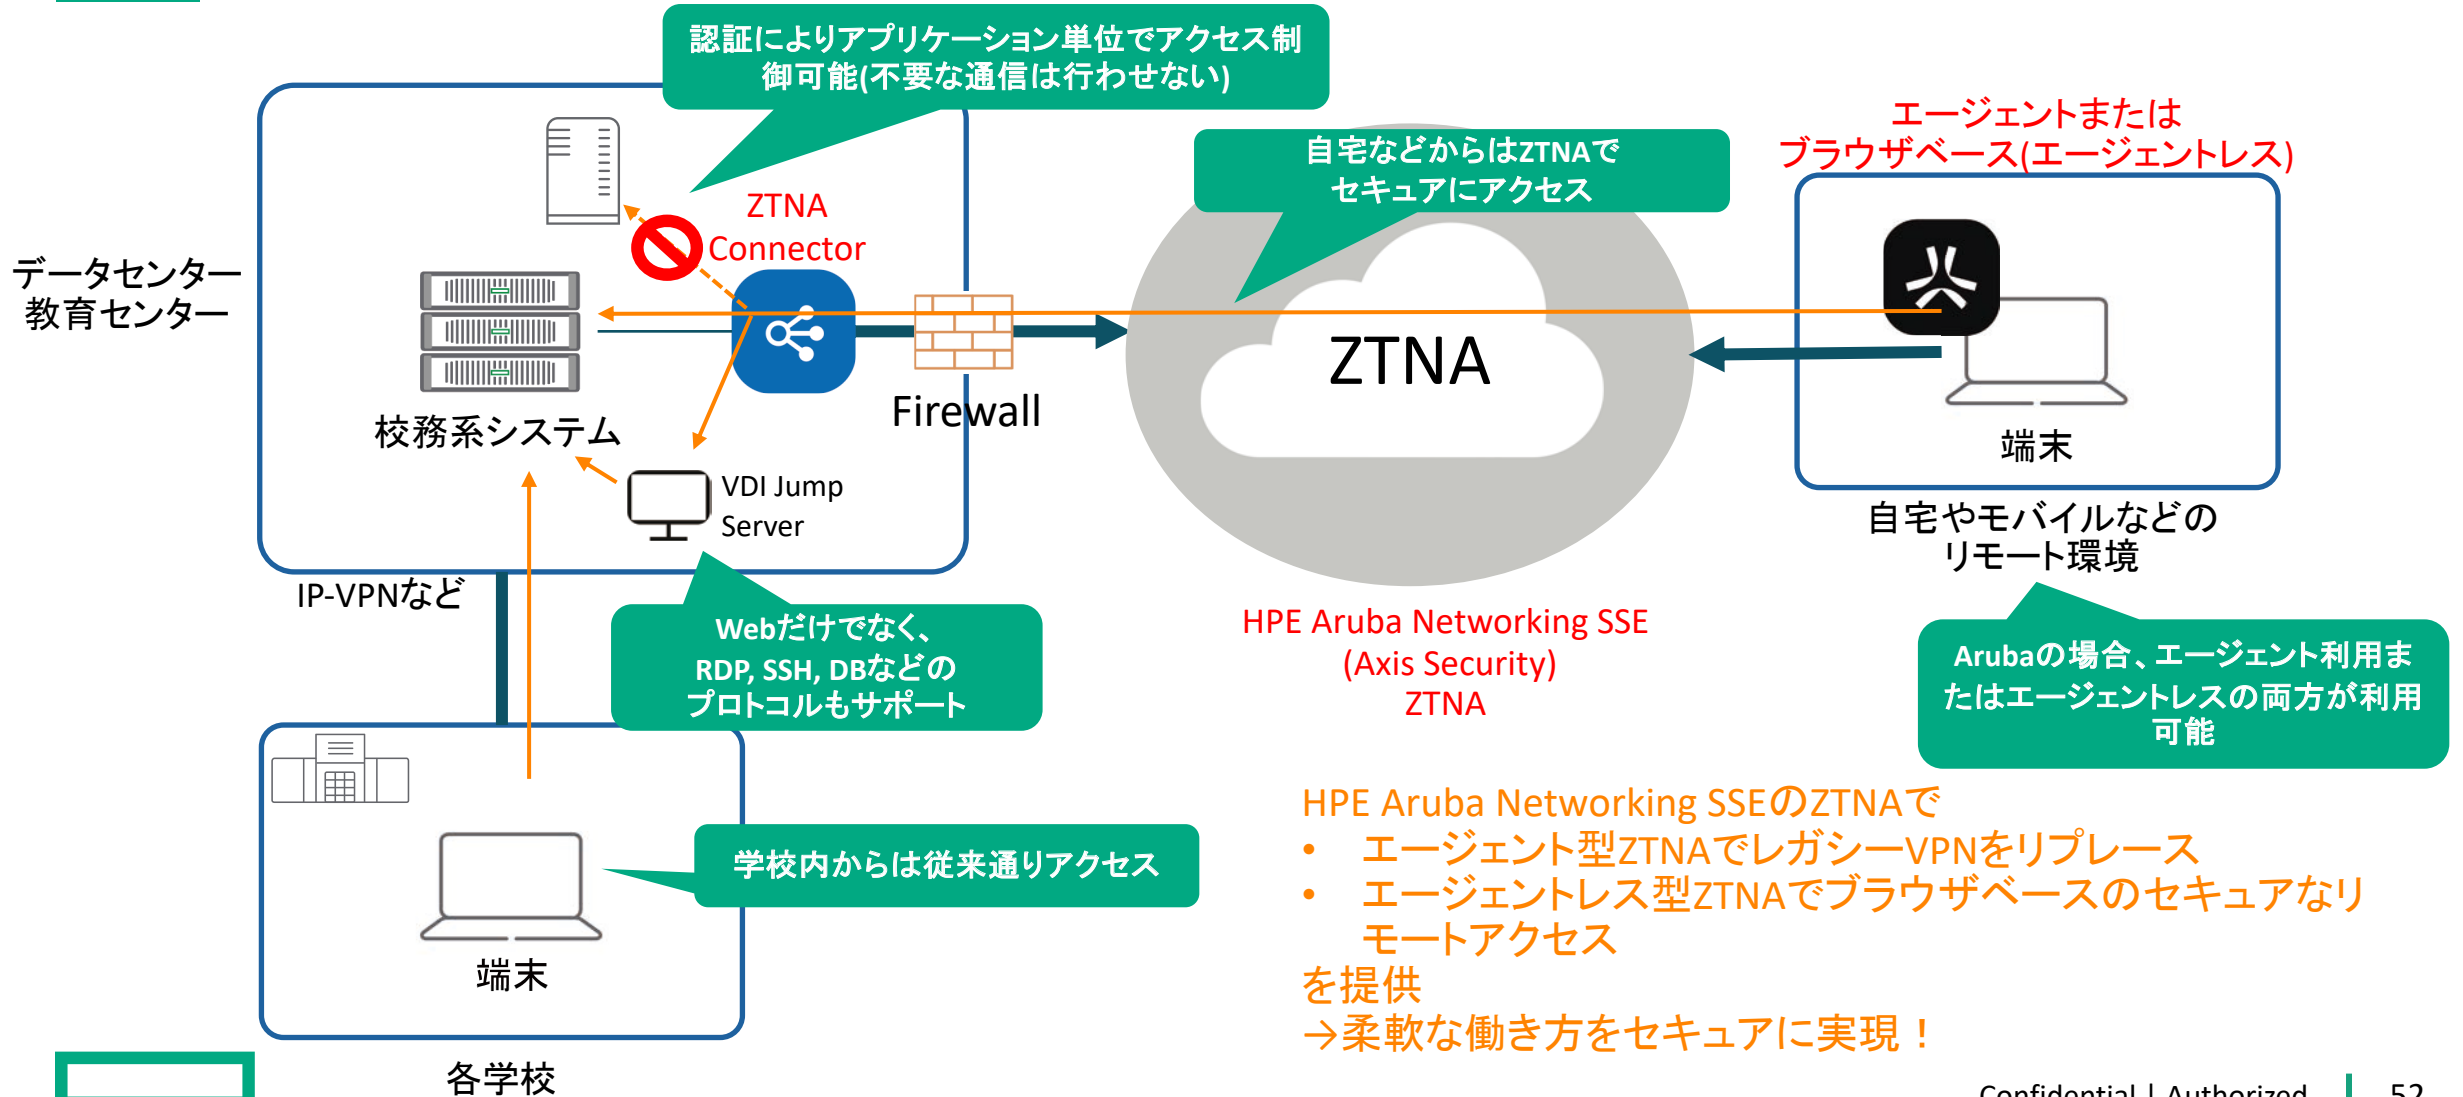 認証によりアプリケーション単位でアクセス制
御可能(不要な通信は行わせない)
エージェントまたは
ブラウザベース(エージェントレス)
自宅などからはZTNAで
セキュアにアクセス
ZTNA
Connector
データセンター
教育センター
ZTNA
Firewall
校務系システム
端末
VDI Jump
Server
自宅やモバイルなどの
リモート環境
IP-VPNなど
Webだけでなく、
RDP, SSH, DBなどの
プロトコルもサポート
HPE Aruba Networking SSE
(Axis Security)
ZTNA
Arubaの場合、エージェント利用ま
たはエージェントレスの両方が利用
可能
HPE Aruba Networking SSEのZTNAで
• エージェント型ZTNAでレガシーVPNをリプレース
• エージェントレス型ZTNAでブラウザベースのセキュアなリ
モートアクセス
を提供
→柔軟な働き方をセキュアに実現！
学校内からは従来通りアクセス
端末
各学校
Confidential | Authorized
52